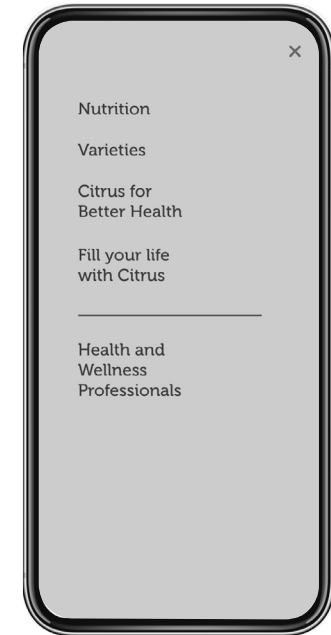 ×
Nutrition
Varieties
Citrus for
Better Health
Fill your life
with Citrus
Health and
Wellness
Professionals